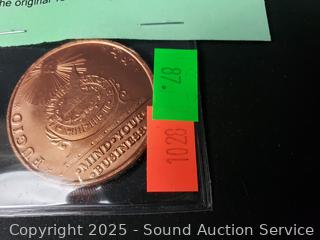 the original
FUGIO
MIND YOUR
BUSINESS
.87
1028
Copyright 2025 - Sound Auction Service